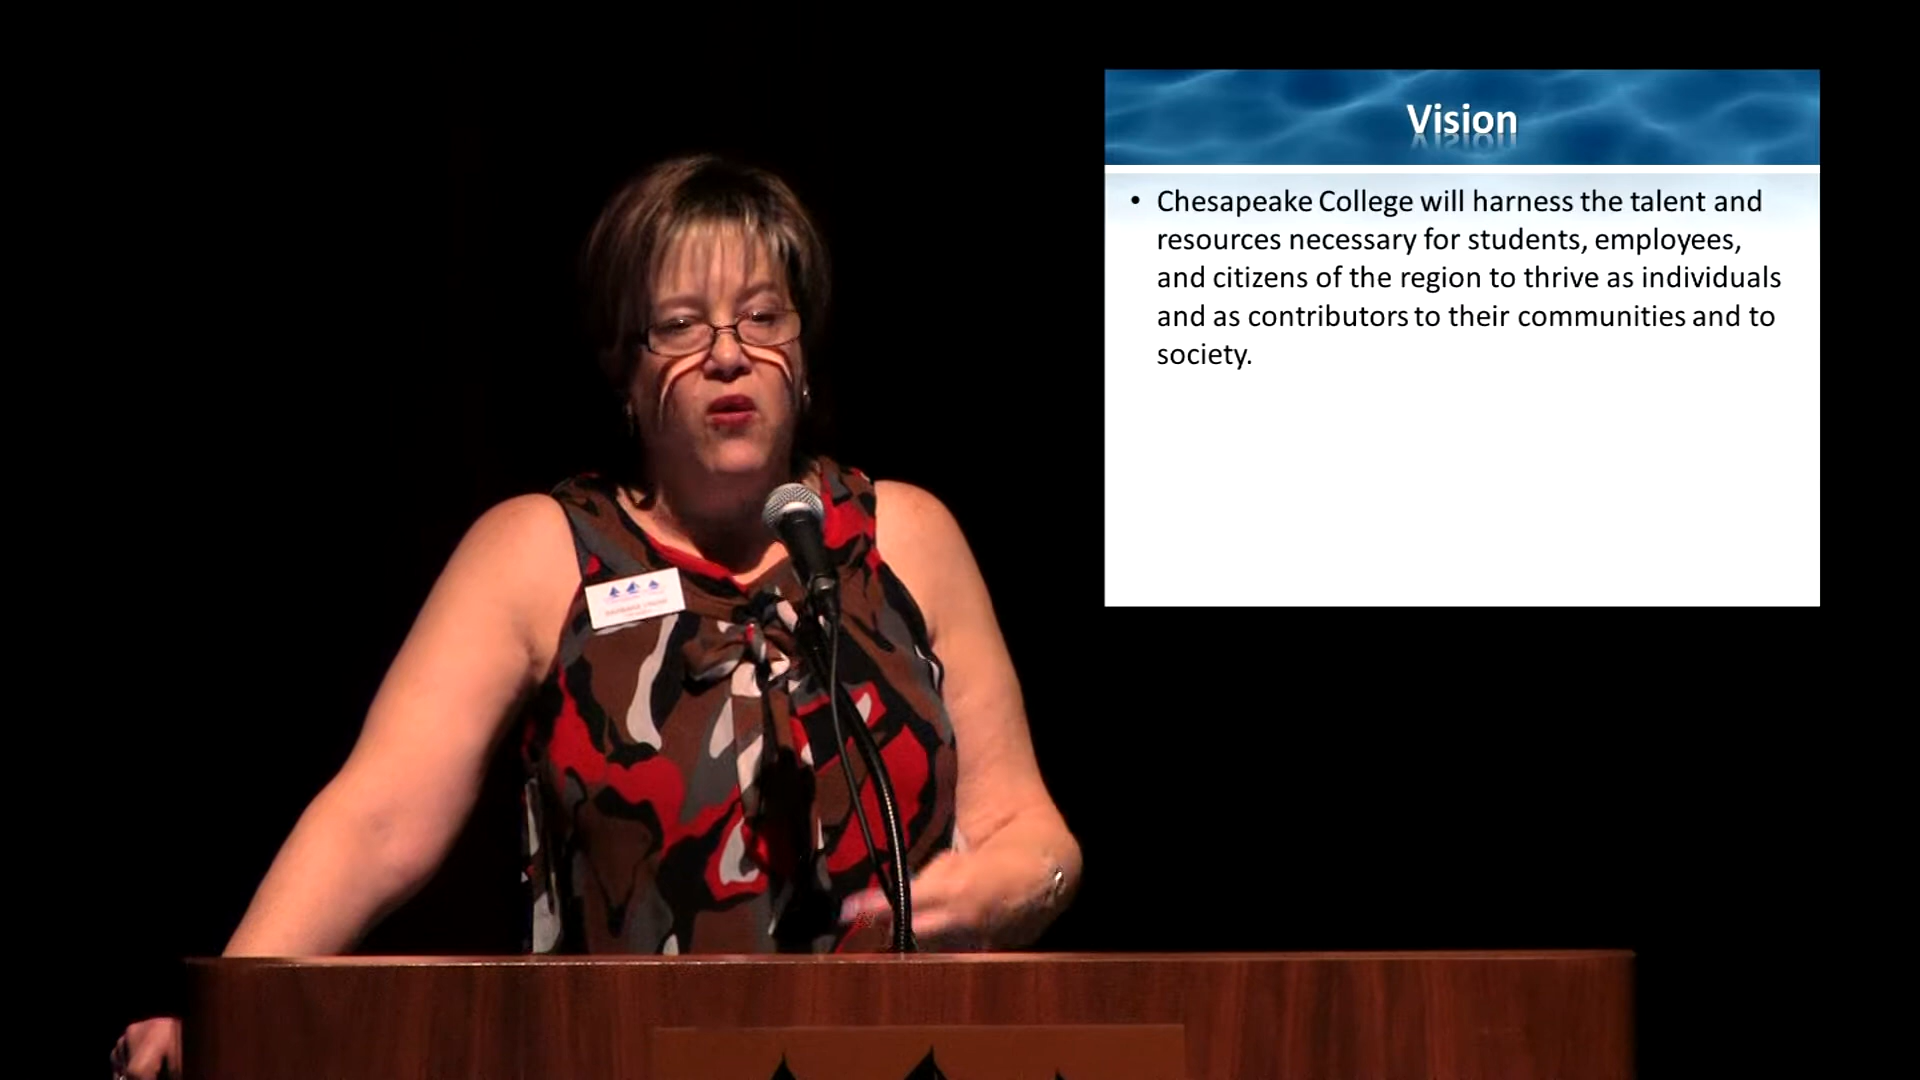 Vision
• Chesapeake College will harness the talent and
resources necessary for students, employees,
and citizens of the region to thrive as individuals
and as contributors to their communities and to
society.